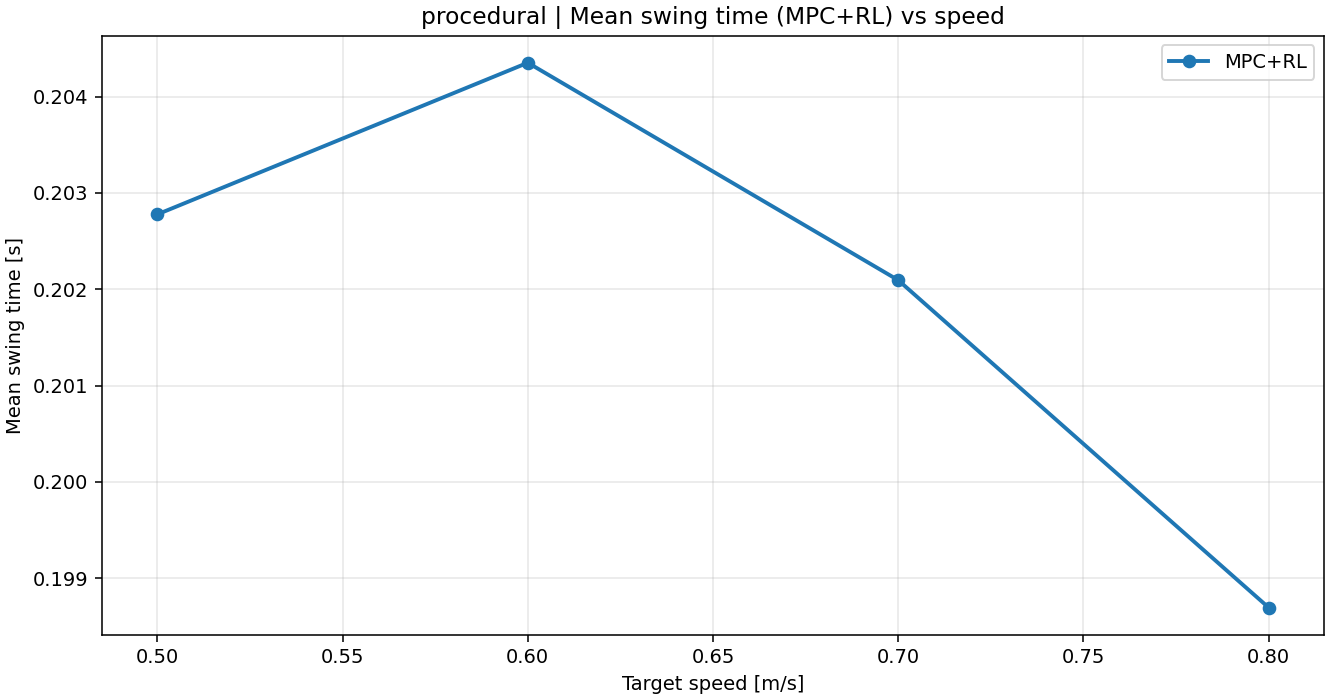 procedural | Mean swing time (MPC+RL) vs speed
MPC+RL
0.204
0.203
0.202
0.201
0.200
0.199
Mean swing time [s]
0.50 0.55 0.60 0.65 0.70 0.75 0.80
Target speed [m/s]